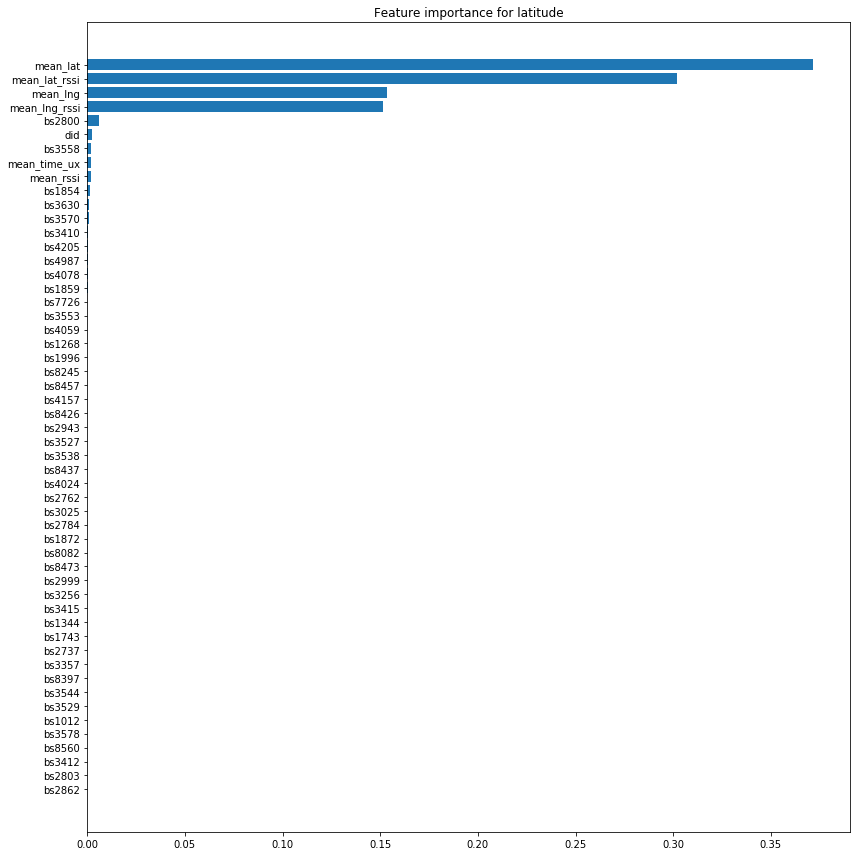 Feature importance for latitude
mean_lat
mean_lat_rssi
mean_lng
mean_lng_rssi
bs2800
did
bs3558
mean_time_ux
mean_rssi
bs1854
bs3630
bs3570
bs3410
bs4205
bs4987
bs4078
bs1859
bs7726
bs3553
bs4059
bs1268
bs1996
bs8245
bs8457
bs4157
bs8426
bs2943
bs3527
bs3538
bs8437
bs4024
bs2762
bs3025
bs2784
bs1872
bs8082
bs8473
bs2999
bs3256
bs3415
bs1344
bs1743
bs2737
bs3357
bs8397
bs3544
bs3529
bs1012
bs3578
bs8560
bs3412
bs2803
bs2862
0.00 0.05 0.10 0.15 0.20 0.25 0.30 0.35